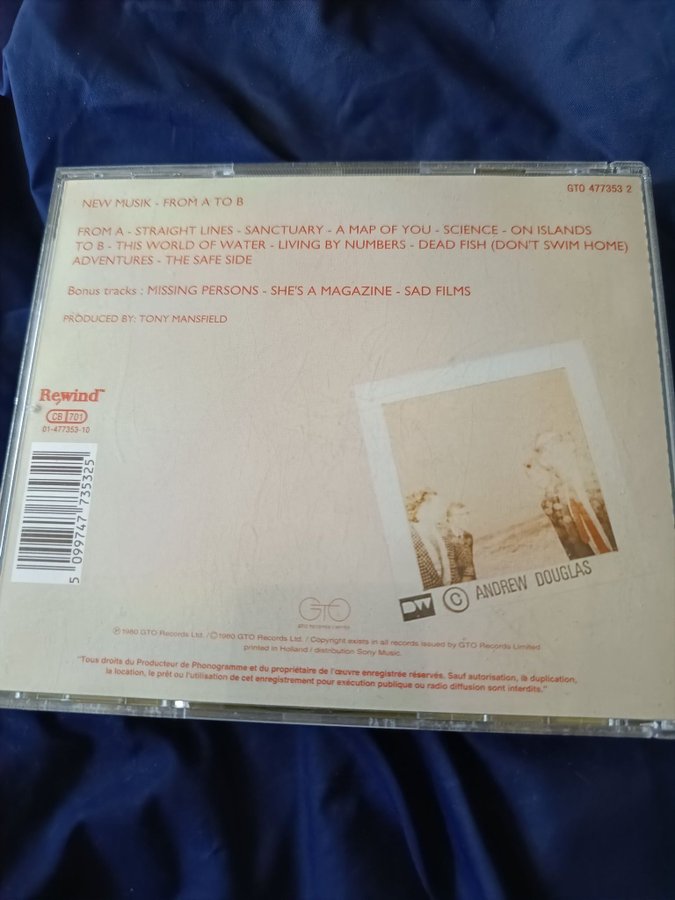 NEW MUSIK - FROM A TO B
GTO 477353 2
FROM A - STRAIGHT LINES - SANCTUARY - A MAP OF YOU - SCIENCE - ON ISLANDS
TO B - THIS WORLD OF WATER - LIVING BY NUMBERS - DEAD FISH (DON'T SWIM HOME)
ADVENTURES - THE SAFE SIDE
Bonus tracks : MISSING PERSONS - SHE'S A MAGAZINE - SAD FILMS
PRODUCED BY: TONY MANSFIELD
Rewind™
CB 701
01-477353-10
5 099747 735325
DW © ANDREW DOUGLAS
GTO
℗ 1980 GTO Records Ltd. / © 1980 GTO Records Ltd. / Copyright exists in all records issued by GTO Records Limited
printed in Holland / distribution Sony Music.
"Tous droits du Producteur de Phonogramme et du propriétaire de l'œuvre enregistrée réservés. Sauf autorisation, la duplication,
la location, le prêt ou l'utilisation de cet enregistrement pour exécution publique ou radio diffusion sont interdits."